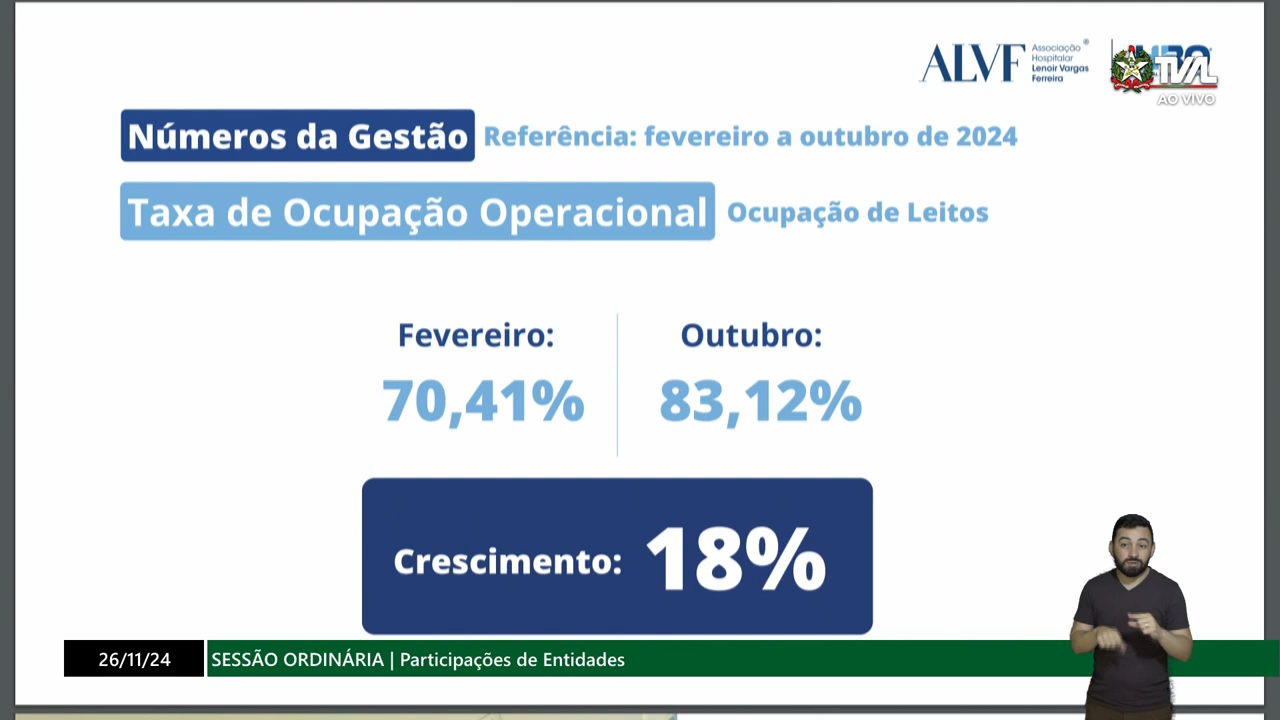 ALVF
Associação
Hospitalar
Lenoir Vargas
Ferreira
®
TVAL
AO VIVO
Números da Gestão Referência: fevereiro a outubro de 2024
Taxa de Ocupação Operacional Ocupação de Leitos
Fevereiro: Outubro:
70,41% 83,12%
Crescimento: 18%
26/11/24 SESSÃO ORDINÁRIA | Participações de Entidades